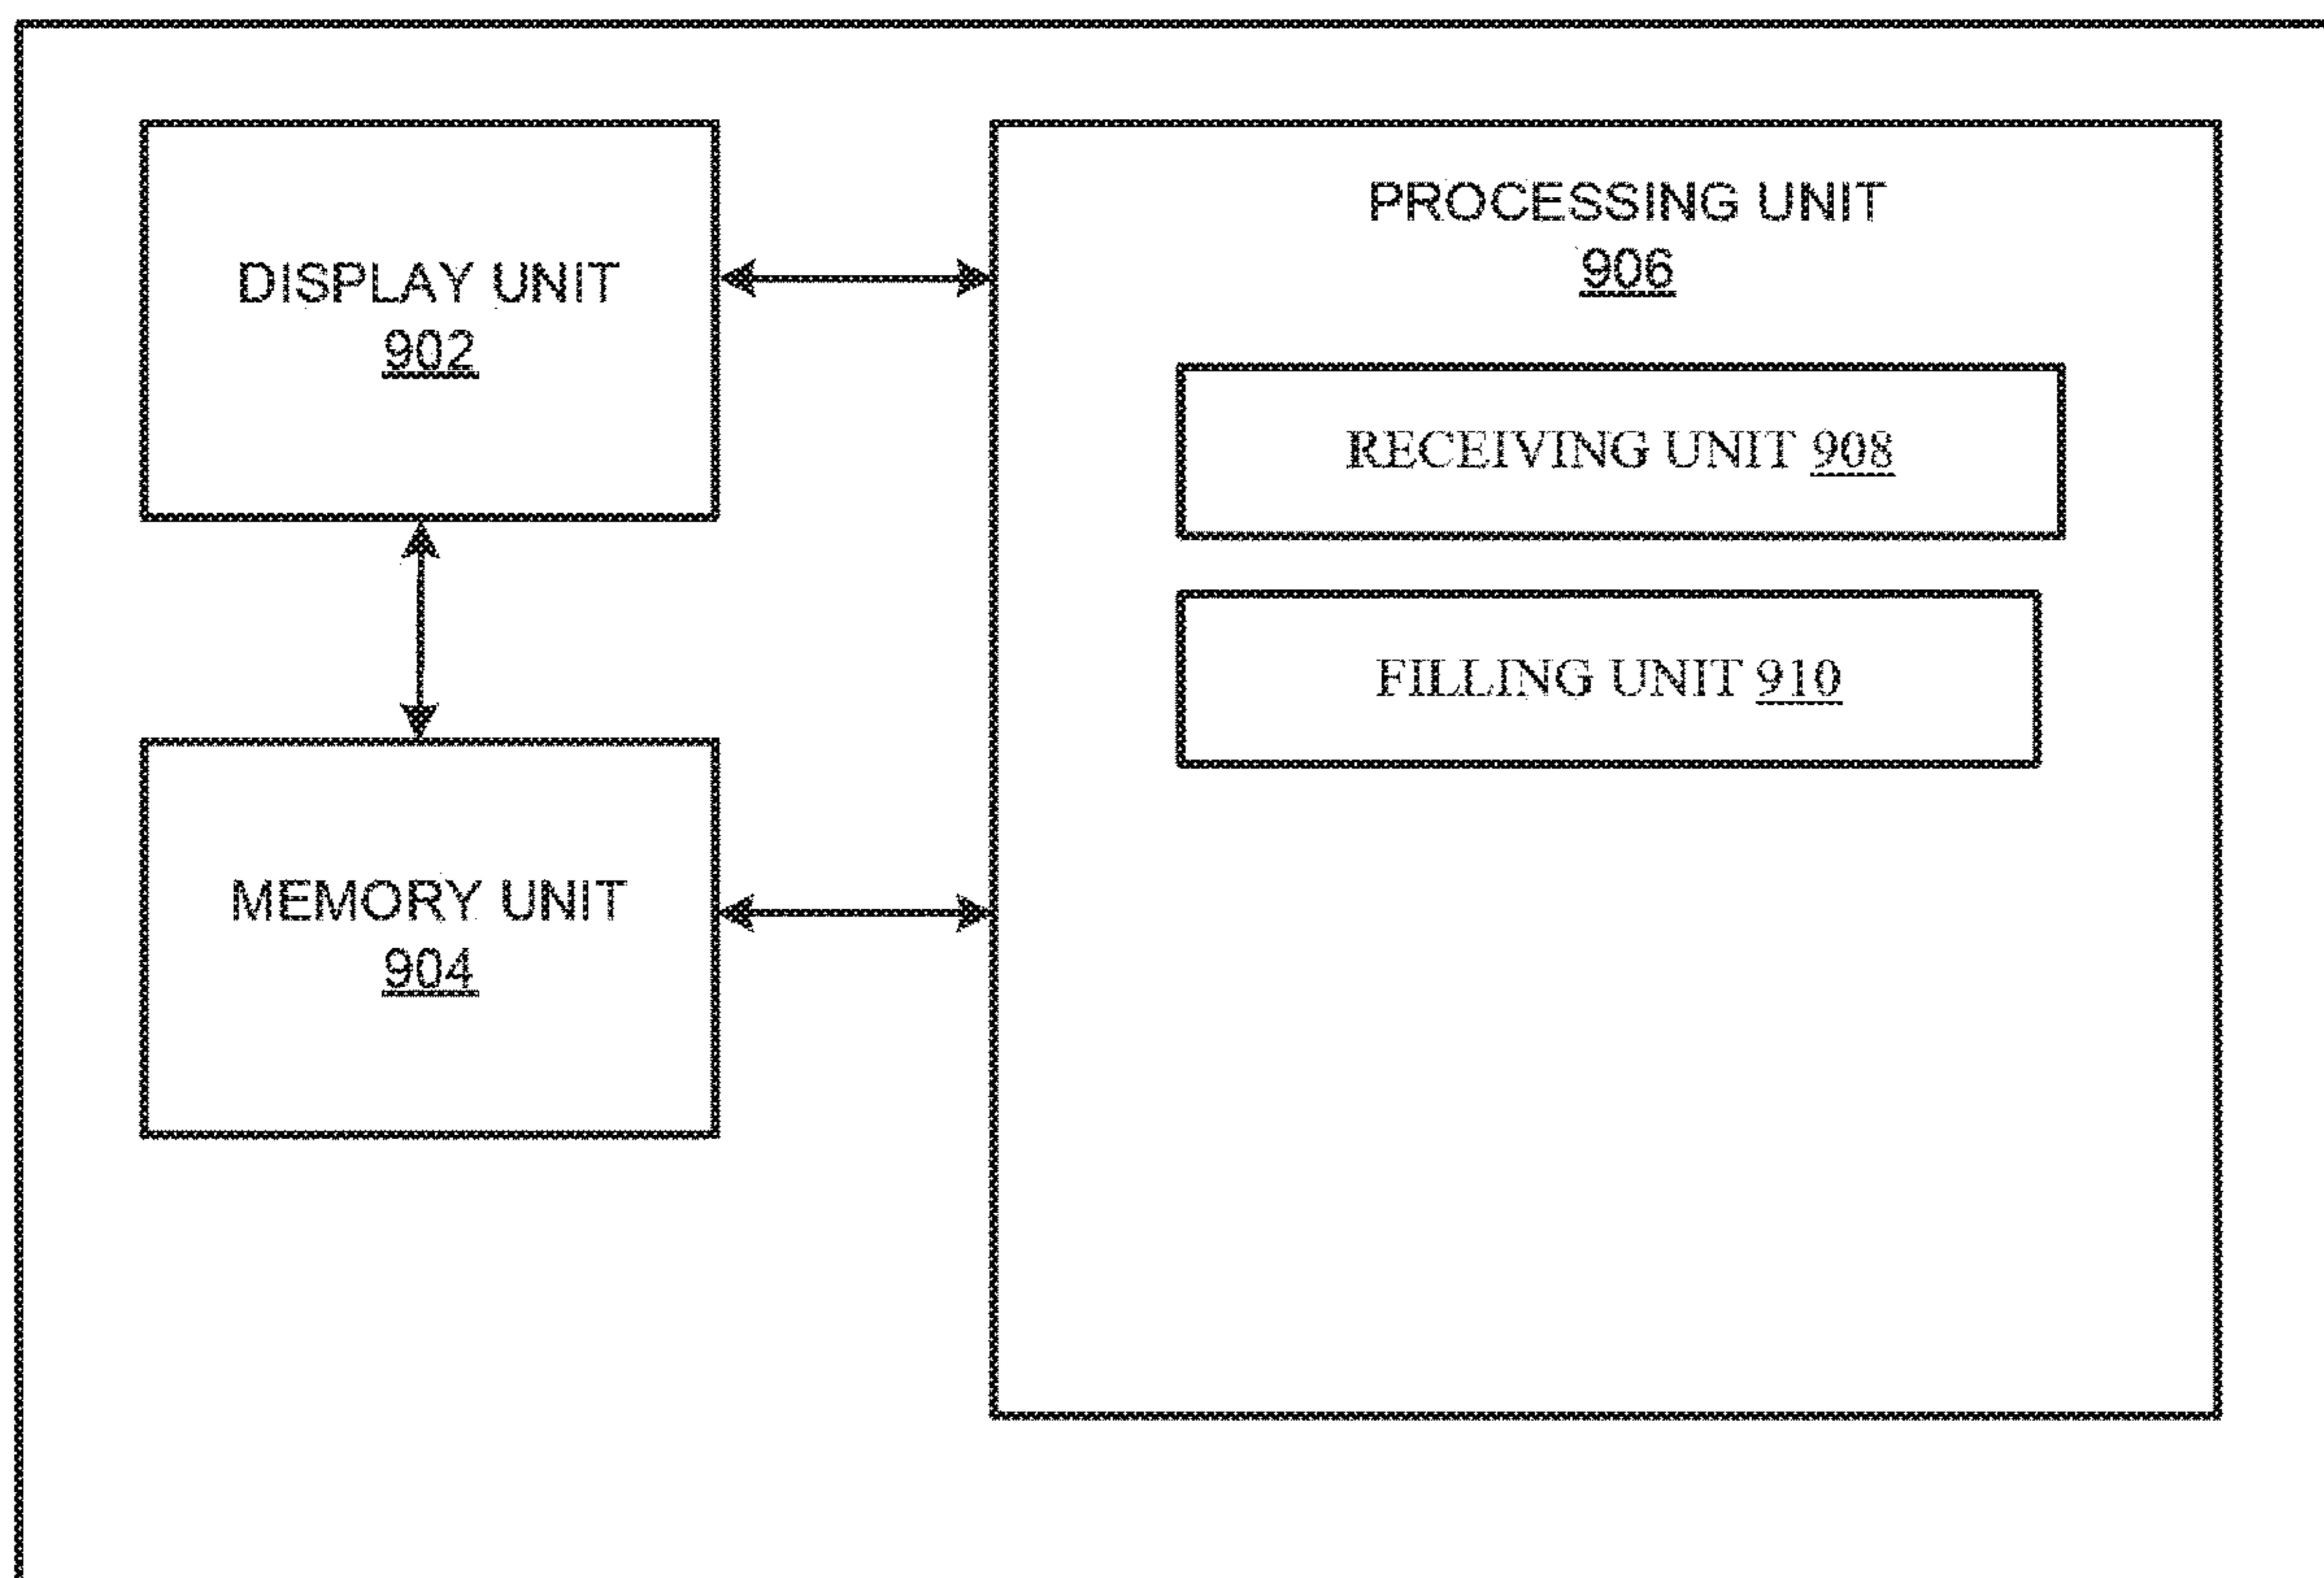 DISPLAY UNIT
902
MEMORY UNIT
904
PROCESSING UNIT
906
RECEIVING UNIT 908
FILLING UNIT 910